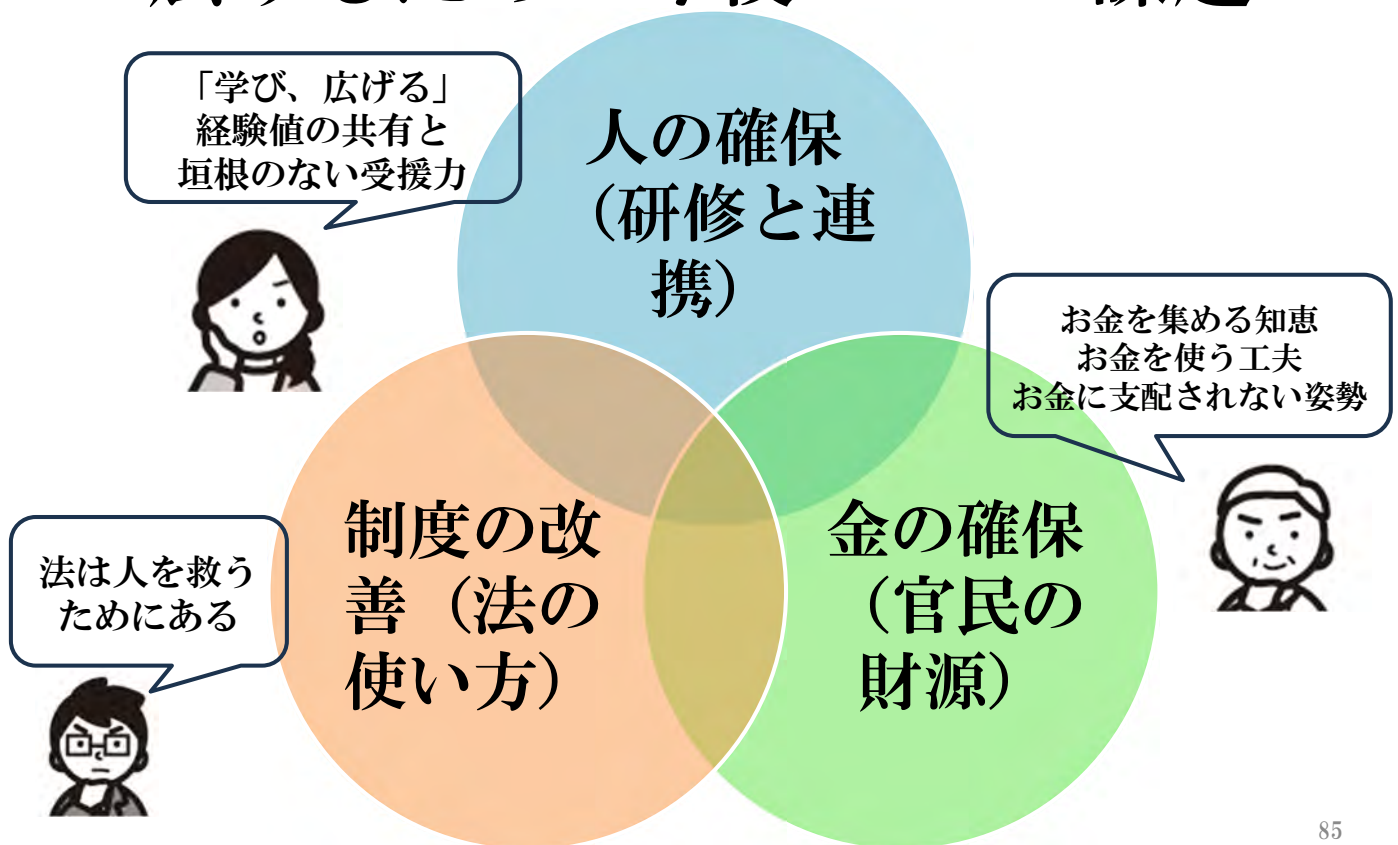 「学び、広げる」
経験値の共有と
垣根のない受援力
人の確保
（研修と連
携）
お金を集める知恵
お金を使う工夫
お金に支配されない姿勢
制度の改
善（法の
使い方）
金の確保
（官民の
財源）
法は人を救う
ためにある
85